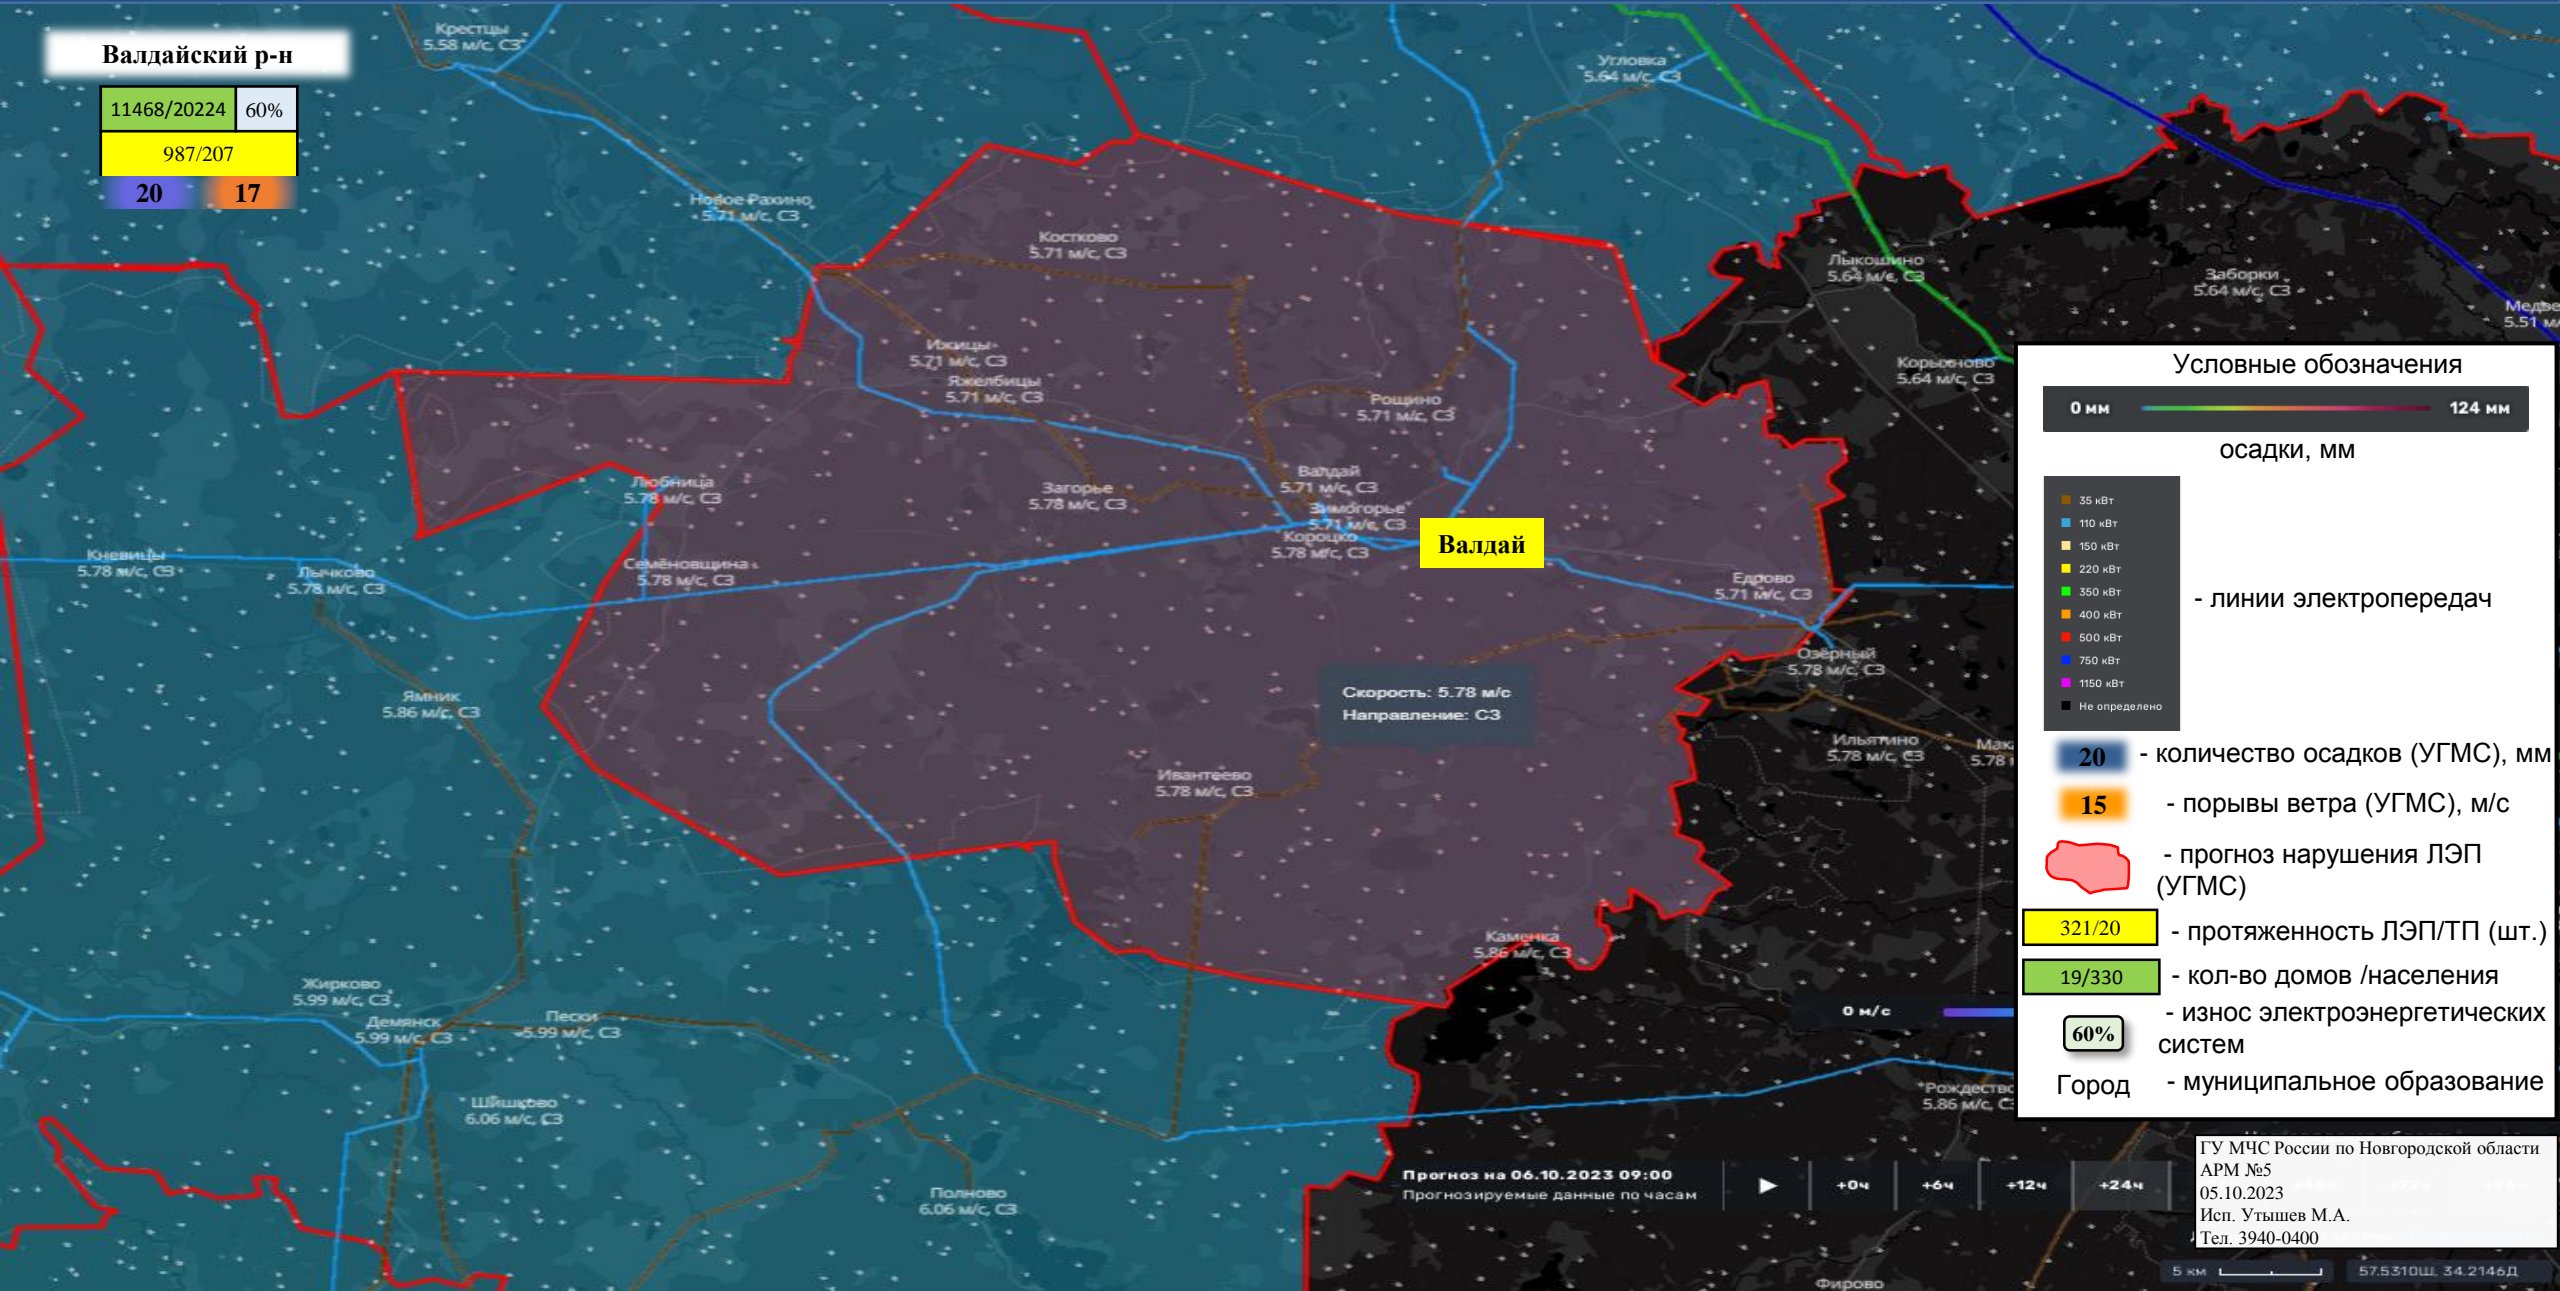 Валдайский р-н
11468/20224 60%
987/207
20 17
Крестцы
5.58 м/с, СЗ
Угловка
5.64 м/с, СЗ
Новое Рахино
5.71 м/с, СЗ
Костково
5.71 м/с, СЗ
Лыкошино
5.64 м/с, СЗ
Заборки
5.64 м/с, СЗ
Ижицы
5.71 м/с, СЗ
Яжелбицы
5.71 м/с, СЗ
Рощино
5.71 м/с, СЗ
5.64 м/с, СЗ
Любница
5.78 м/с, СЗ
Загорье
5.78 м/с, СЗ
Валдай
5.71 м/с, СЗ
Зимогорье
5.71 м/с, СЗ
Короцко
5.78 м/с, СЗ
Валдай
Кневицы
5.78 м/с, СЗ
Лычково
5.78 м/с, СЗ
Семёновщина
5.78 м/с, СЗ
Едрово
5.71 м/с, СЗ
Озёрный
5.78 м/с, СЗ
Ямник
5.86 м/с, СЗ
Скорость: 5.78 м/с
Направление: СЗ
Ильятино
5.78 м/с, СЗ
Ивантеево
5.78 м/с, СЗ
Каменка
5.86 м/с, СЗ
Жирково
5.99 м/с, СЗ
Демянск
5.99 м/с, СЗ
Пески
5.99 м/с, СЗ
0 м/с
Шишково
6.06 м/с, СЗ
Рождество
5.86 м/с, СЗ
Полново
6.06 м/с, СЗ
Фирово
Прогноз на 06.10.2023 09:00
Прогнозируемые данные по часам
+0ч +6ч +12ч +24ч
Условные обозначения
0 мм 124 мм
осадки, мм
35 кВт
110 кВт
150 кВт
220 кВт
350 кВт
400 кВт
500 кВт
750 кВт
1150 кВт
Не определено
- линии электропередач
20 - количество осадков (УГМС), мм
15 - порывы ветра (УГМС), м/с
- прогноз нарушения ЛЭП
(УГМС)
321/20 - протяженность ЛЭП/ТП (шт.)
19/330 - кол-во домов /населения
- износ электроэнергетических
60% систем
Город - муниципальное образование
ГУ МЧС России по Новгородской области
АРМ №5
05.10.2023
Исп. Утышев М.А.
Тел. 3940-0400
5 км 57.5310Ш, 34.2146Д